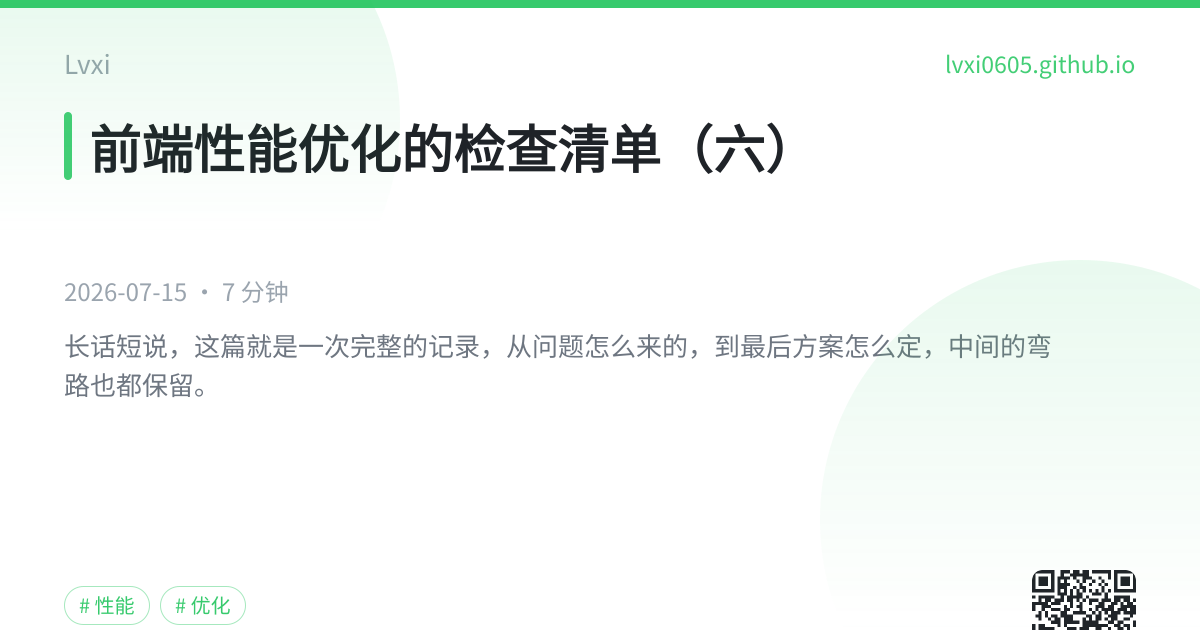 Lvxi
lvxi0605.github.io
前端性能优化的检查清单（六）
2026-07-15 · 7 分钟
长话短说，这篇就是一次完整的记录，从问题怎么来的，到最后方案怎么定，中间的弯
路也都保留。
# 性能
# 优化